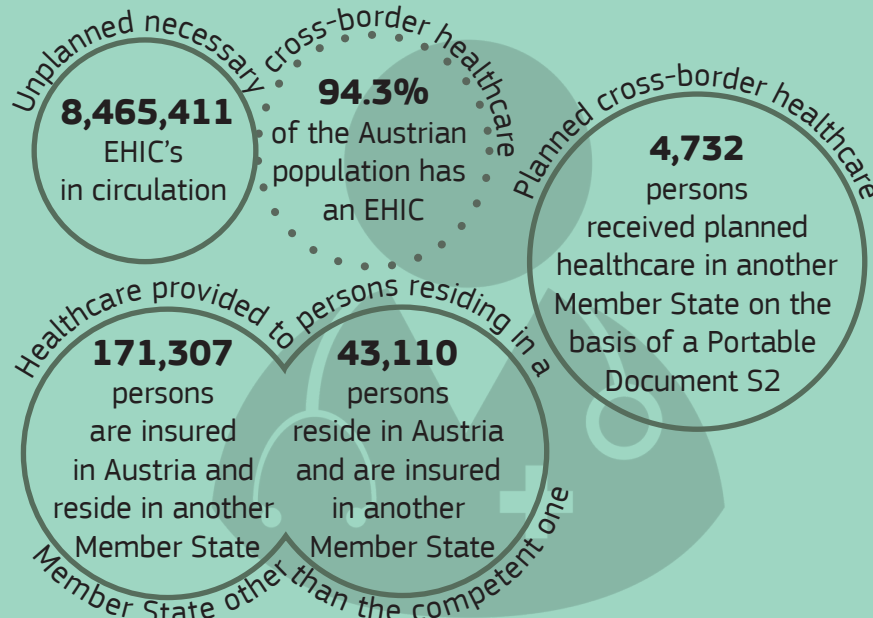 Unplanned necessary cross-border healthcare
8,465,411
EHIC's
in circulation
94.3%
of the Austrian
population has
an EHIC
Planned cross-border healthcare
4,732
persons
received planned
healthcare in another
Member State on the
basis of a Portable
Document S2
Healthcare provided to persons residing in a
Member State other than the competent one
171,307
persons
are insured
in Austria and
reside in another
Member State
43,110
persons
reside in Austria
and are insured
in another
Member State